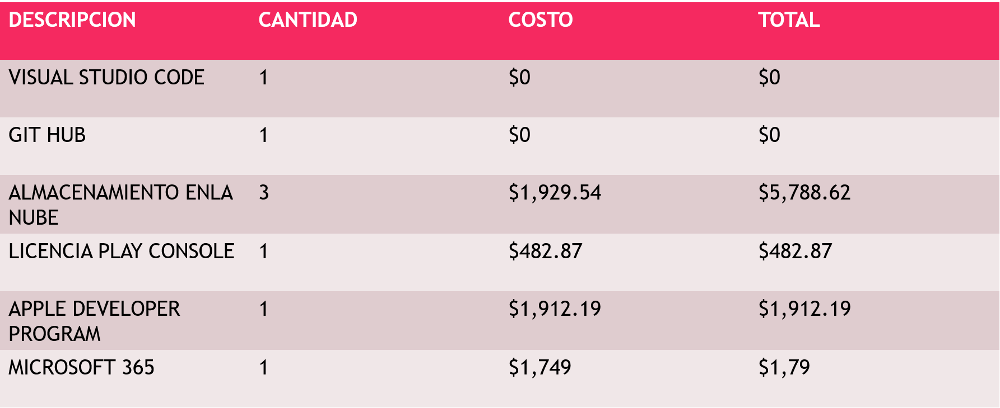 DESCRIPCION CANTIDAD COSTO TOTAL
VISUAL STUDIO CODE 1 $0 $0
GIT HUB 1 $0 $0
ALMACENAMIENTO ENLA 3 $1,929.54 $5,788.62
NUBE
LICENCIA PLAY CONSOLE 1 $482.87 $482.87
APPLE DEVELOPER 1 $1,912.19 $1,912.19
PROGRAM
MICROSOFT 365 1 $1,749 $1,79